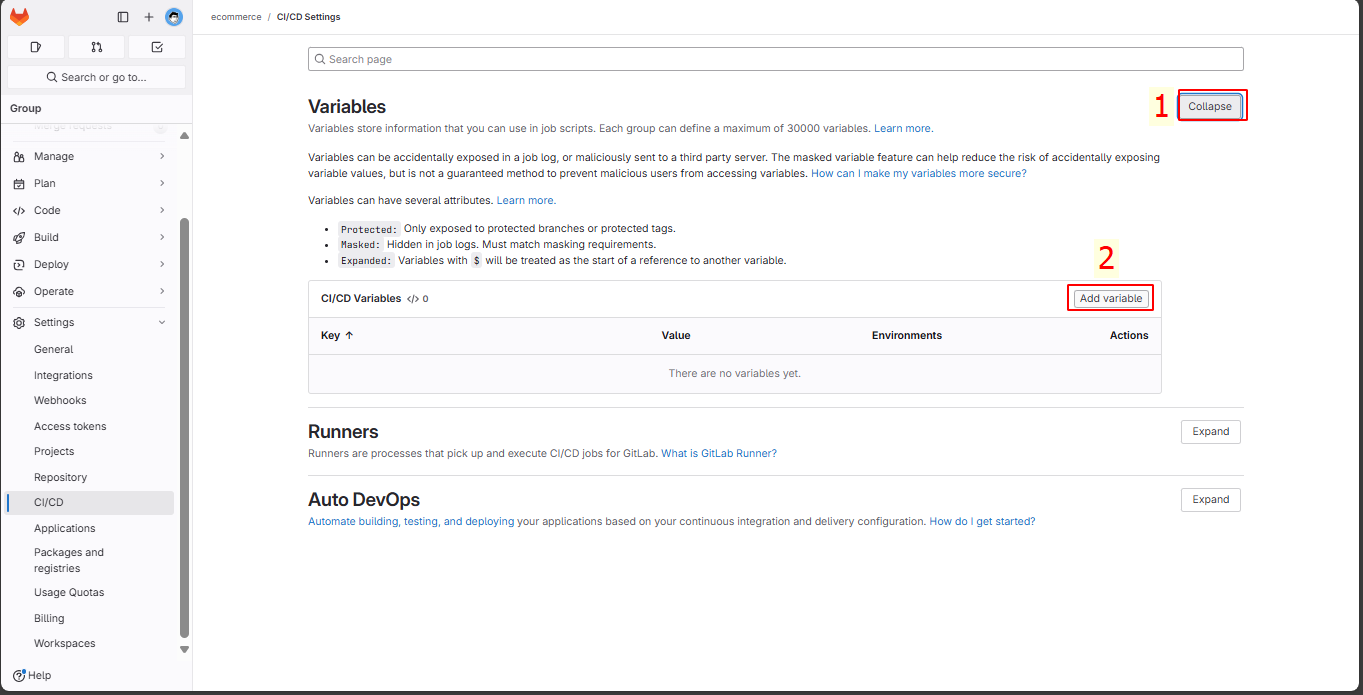 ecommerce / CI/CD Settings
Search or go to...
Group
Merge requests
Manage
Plan
Code
Build
Deploy
Operate
Settings
General
Integrations
Webhooks
Access tokens
Projects
Repository
CI/CD
Applications
Packages and
registries
Usage Quotas
Billing
Workspaces
Help
Search page
Variables
1
Collapse
Variables store information that you can use in job scripts. Each group can define a maximum of 30000 variables. Learn more.
Variables can be accidentally exposed in a job log, or maliciously sent to a third party server. The masked variable feature can help reduce the risk of accidentally exposing
variable values, but is not a guaranteed method to prevent malicious users from accessing variables. How can I make my variables more secure?
Variables can have several attributes. Learn more.
• Protected: Only exposed to protected branches or protected tags.
• Masked: Hidden in job logs. Must match masking requirements.
• Expanded: Variables with $ will be treated as the start of a reference to another variable.
2
CI/CD Variables </> 0 Add variable
Key ↑ Value Environments Actions
There are no variables yet.
Runners Expand
Runners are processes that pick up and execute CI/CD jobs for GitLab. What is GitLab Runner?
Auto DevOps Expand
Automate building, testing, and deploying your applications based on your continuous integration and delivery configuration. How do I get started?